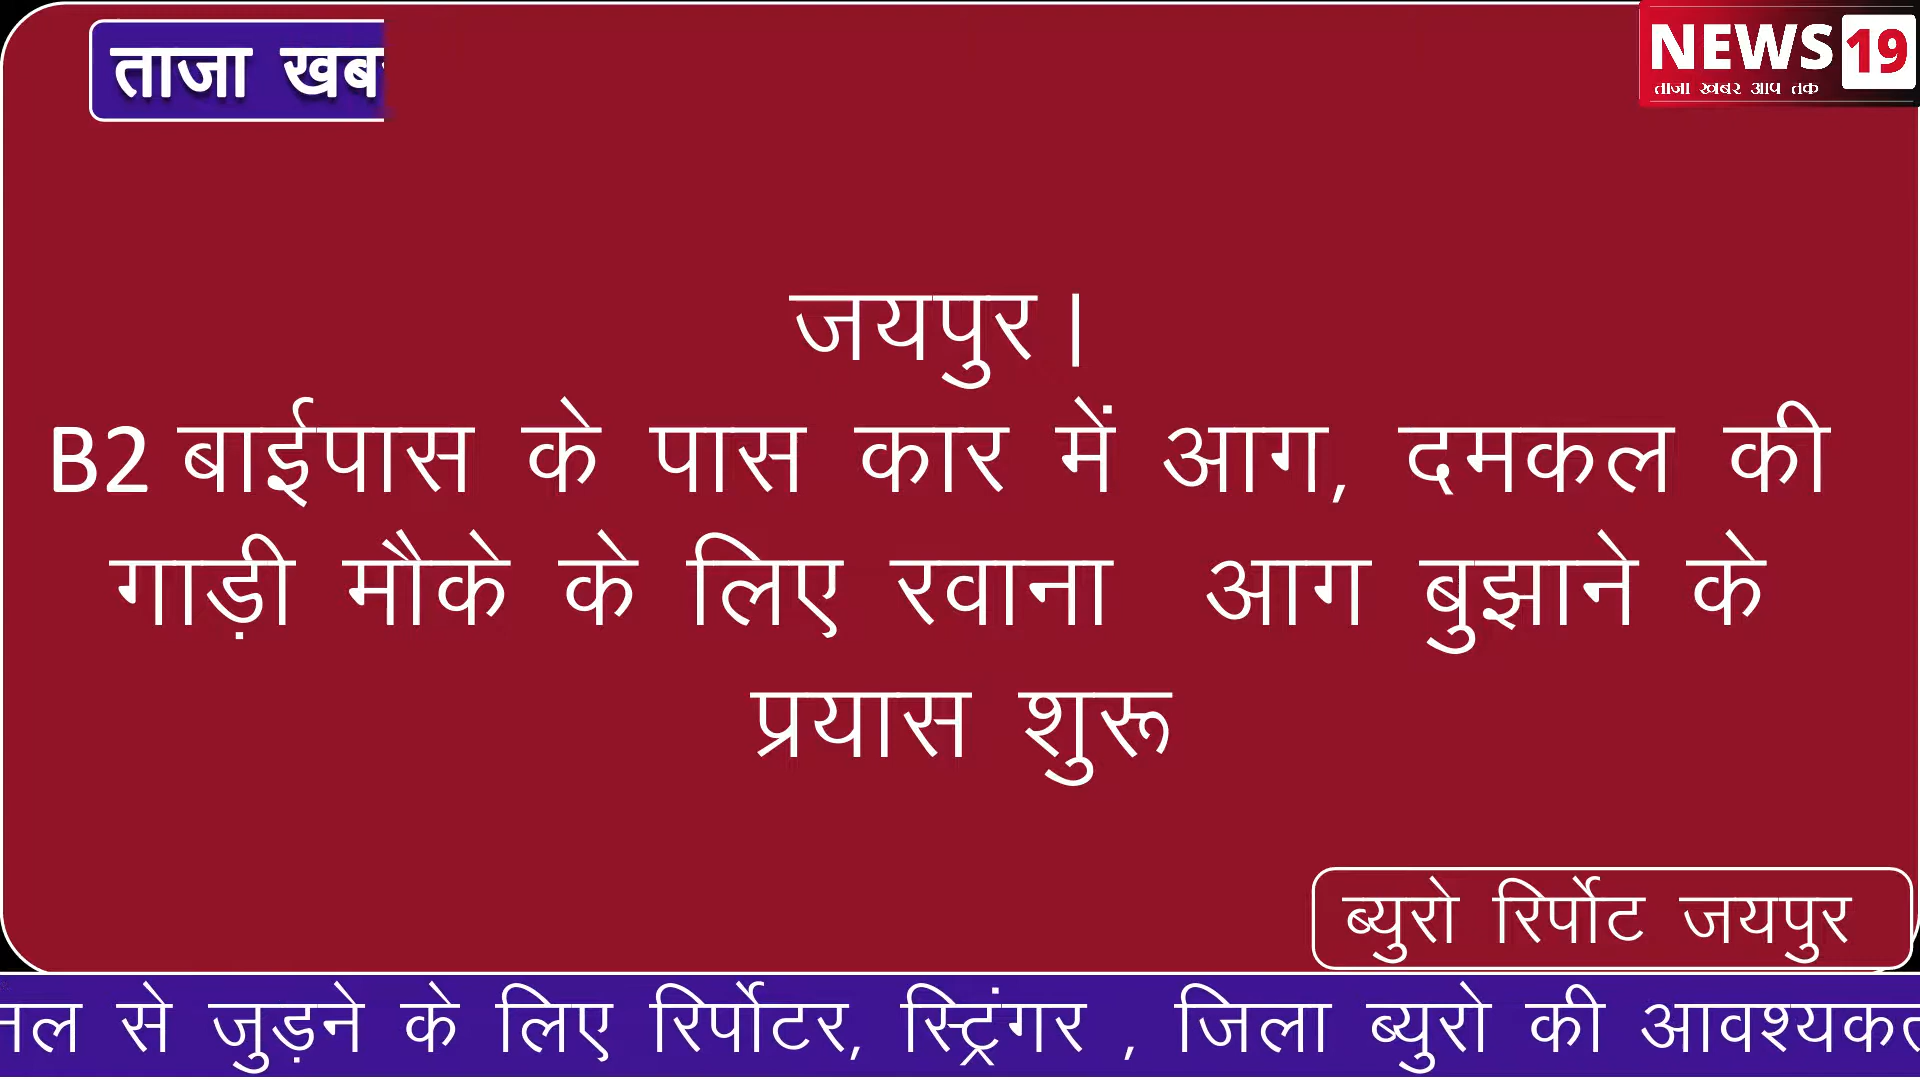 ताजा खब
NEWS 19
ताजा खबर आप तक
जयपुर।
B2 बाईपास के पास कार में आग, दमकल की
गाड़ी मौके के लिए रवाना आग बुझाने के
प्रयास शुरू
ब्युरो रिर्पोट जयपुर
नल से जुड़ने के लिए रिर्पोटर, स्ट्रिंगर , जिला ब्युरो की आवश्यकत